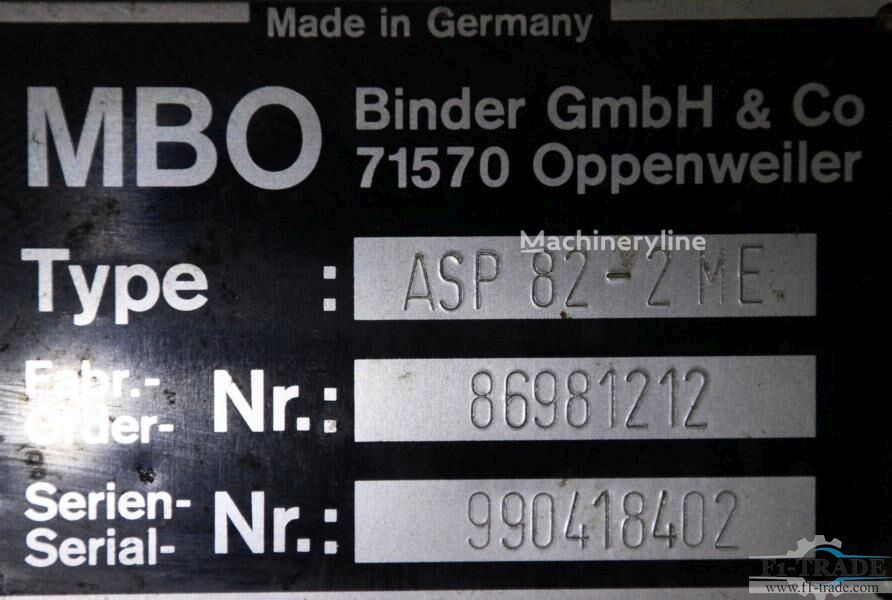 Made in Germany
MBO
Binder GmbH & Co
71570 Oppenweiler
Machineryline
Type : ASP 82-2 ME
Fabr.-
Order- Nr.: 86981212
Serien-
Serial- Nr.: 990418402
F1-TRADE
www.f1-trade.com